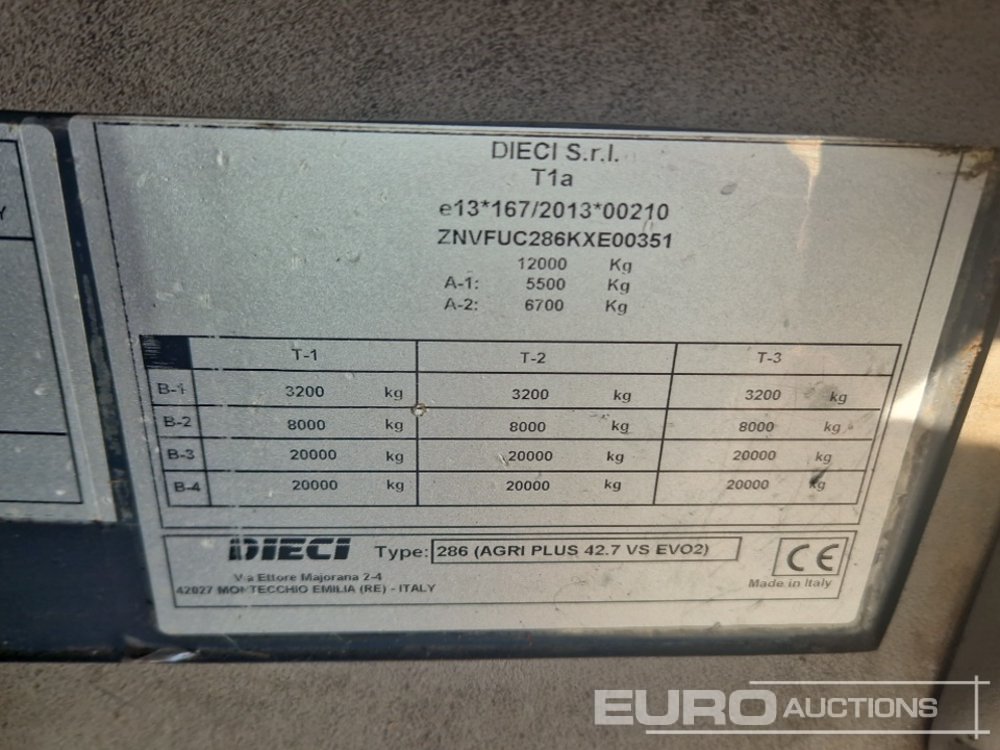 DIECI S.r.l.
T1a
e13*167/2013*00210
ZNVFUC286KXE00351
12000 Kg
A-1: 5500 Kg
A-2: 6700 Kg
T-1 T-2 T-3
B-1 3200 kg 3200 kg 3200 kg
B-2 8000 kg 8000 kg 8000 kg
B-3 20000 kg 20000 kg 20000 kg
B-4 20000 kg 20000 kg 20000 kg
DIECI Type: 286 (AGRI PLUS 42.7 VS EVO2) CE
Via Ettore Majorana 2-4
42027 MONTECCHIO EMILIA (RE) - ITALY
Made in Italy
Y
EURO AUCTIONS